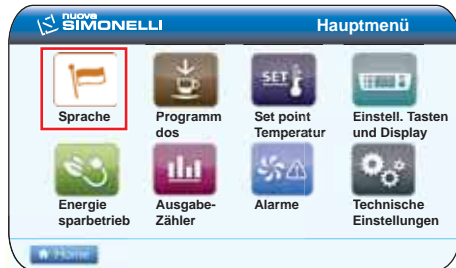 nuova
SIMONELLI
Hauptmenü
Sprache
Programm
dos
SET
Set point
Temperatur
Einstell. Tasten
und Display
Energie
sparbetrieb
Ausgabe-
Zähler
Alarme
Technische
Einstellungen
Home